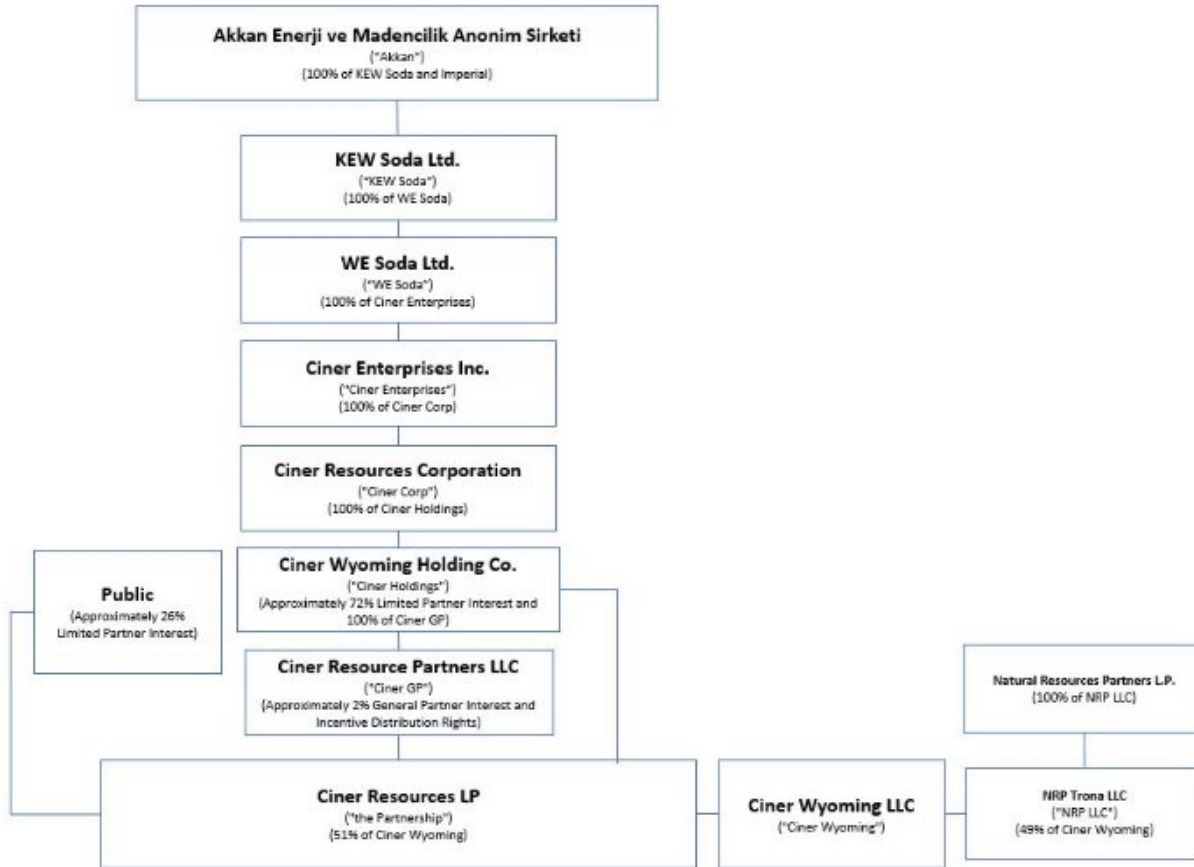 Akkan Enerji ve Madencilik Anonim Sirketi
("Akkan")
(100% of KEW Soda and Imperial)
KEW Soda Ltd.
("KEW Soda")
(100% of WE Soda)
WE Soda Ltd.
("WE Soda")
(100% of Ciner Enterprises)
Ciner Enterprises Inc.
("Ciner Enterprises")
(100% of Ciner Corp)
Ciner Resources Corporation
("Ciner Corp")
(100% of Ciner Holdings)
Public
(Approximately 26%
Limited Partner Interest)
Ciner Wyoming Holding Co.
("Ciner Holdings")
(Approximately 72% Limited Partner Interest and
100% of Ciner GP)
Ciner Resource Partners LLC
("Ciner GP")
(Approximately 2% General Partner Interest and
Incentive Distribution Rights)
Natural Resources Partners L.P.
(100% of NRP LLC)
Ciner Resources LP
("the Partnership")
(51% of Ciner Wyoming)
Ciner Wyoming LLC
("Ciner Wyoming")
NRP Trona LLC
("NRP LLC")
(49% of Ciner Wyoming)